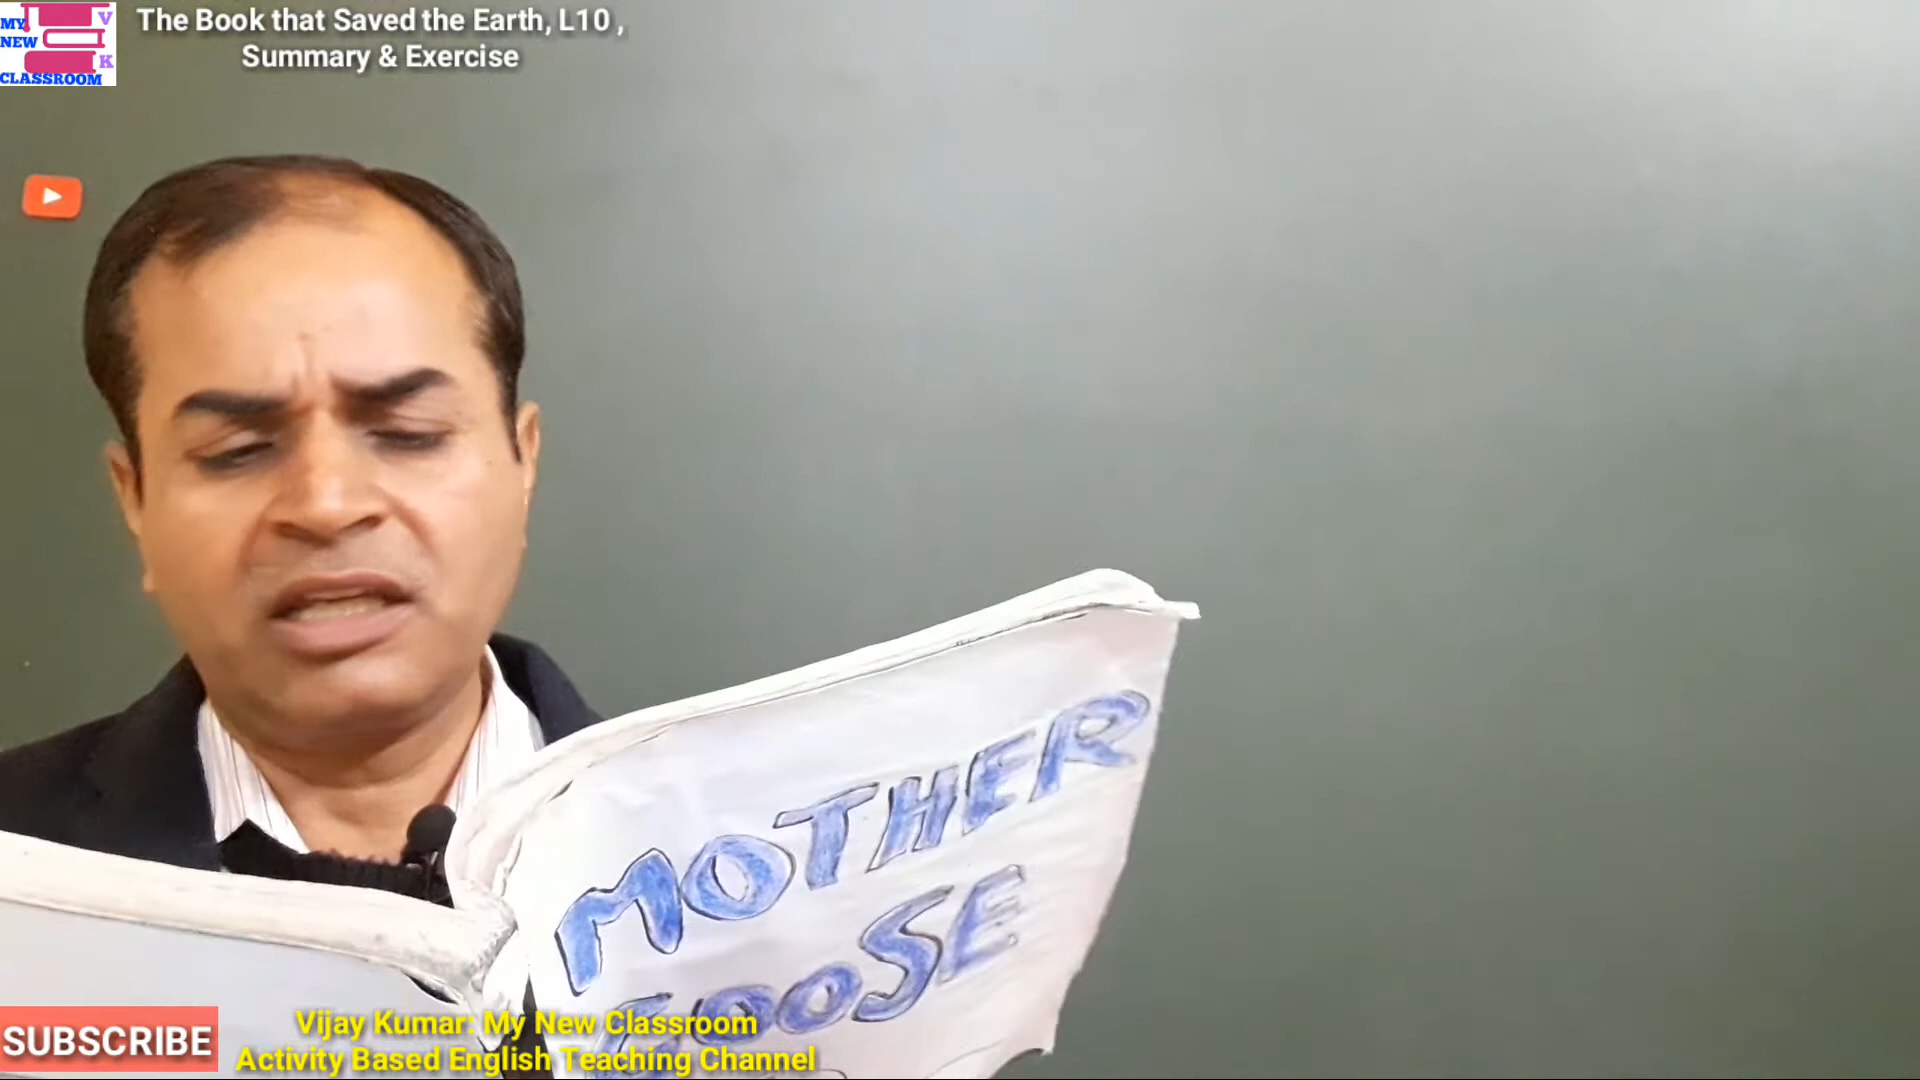 MY
NEW
CLASSROOM
V
K
The Book that Saved the Earth, L10 ,
Summary & Exercise
MOTHER
GOOSE
SUBSCRIBE
Vijay Kumar: My New Classroom
Activity Based English Teaching Channel